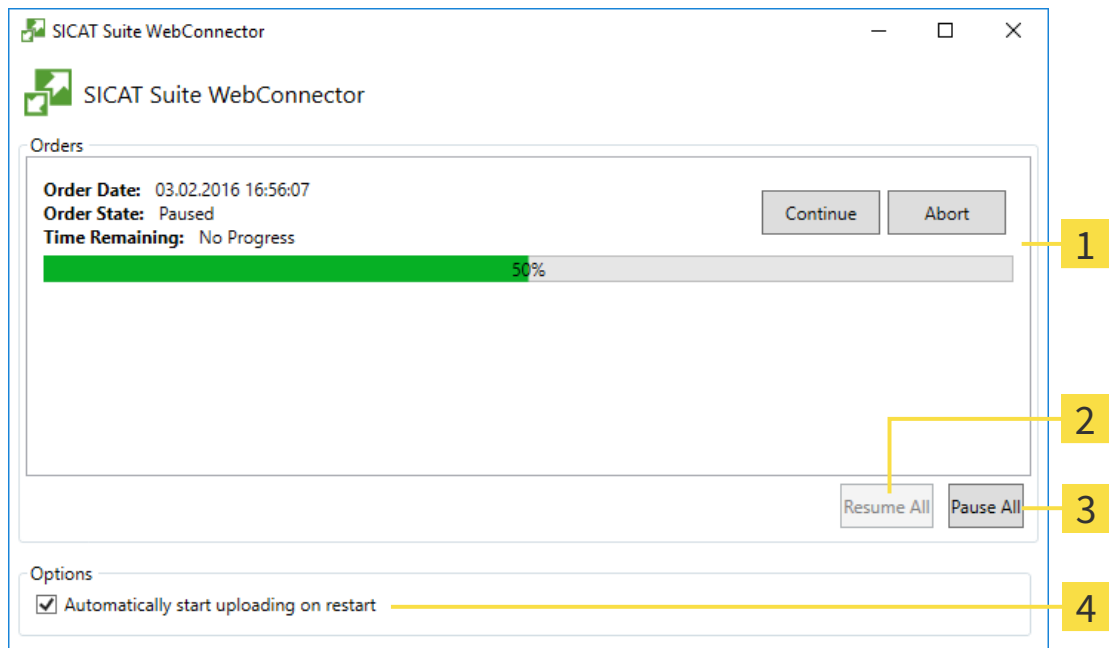 SICAT Suite WebConnector
SICAT Suite WebConnector
Orders
Order Date: 03.02.2016 16:56:07
Order State: Paused
Time Remaining: No Progress
Continue Abort
1
50%
2
Resume All Pause All
3
Options
Automatically start uploading on restart
4